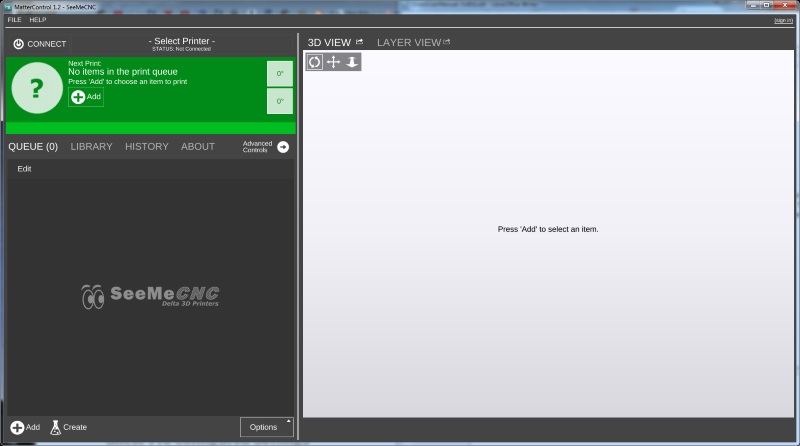 MatterControl 1.2 - SeeMeCNC
FILE HELP
(sign in)
CONNECT
- Select Printer -
STATUS: Not Connected
Next Print:
No items in the print queue
Press 'Add' to choose an item to print
Add
0°
0°
QUEUE (0) LIBRARY HISTORY ABOUT
Advanced
Controls
Edit
SeeMeCNC
Delta 3D Printers
Add Create Options
3D VIEW LAYER VIEW
Press 'Add' to select an item.